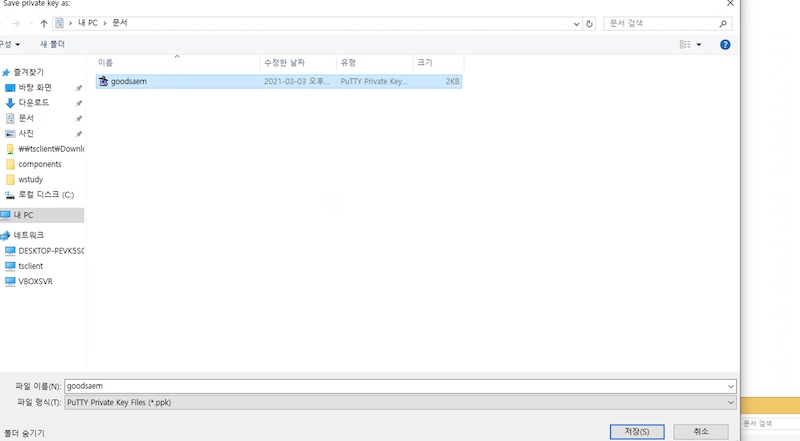 Save private key as:
내 PC > 문서
문서 검색
구성 새 폴더
이름 수정한 날짜 유형 크기
goodsaem 2021-03-03 오후... PuTTY Private Key... 2KB
즐겨찾기
바탕 화면
다운로드
문서
사진
₩₩tsclient₩Downl
components
wstudy
로컬 디스크 (C:)
내 PC
네트워크
DESKTOP-PEVK5SC
tsclient
VBOXSVR
파일 이름(N): goodsaem
파일 형식(T): PuTTY Private Key Files (*.ppk)
폴더 숨기기 저장(S) 취소
문서 검색